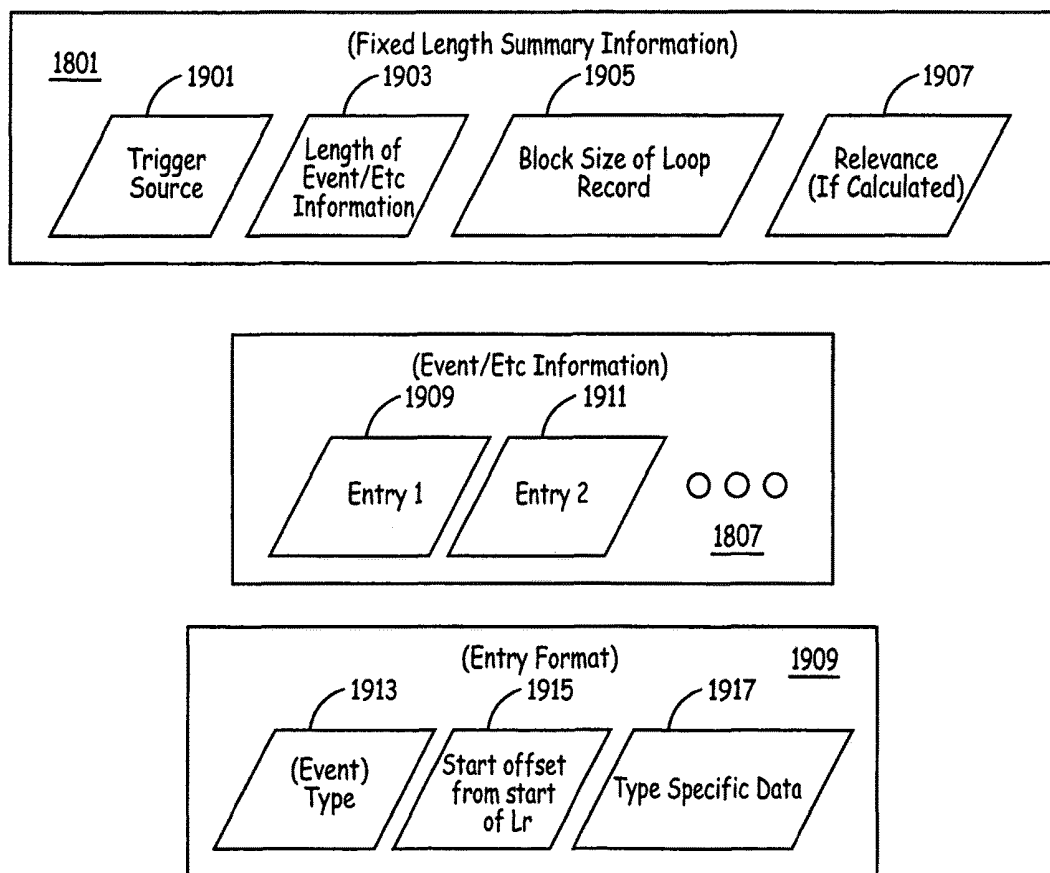 (Fixed Length Summary Information)
1801
1901
1903
1905
1907
Trigger
Source
Length of
Event/Etc
Information
Block Size of Loop
Record
Relevance
(If Calculated)
(Event/Etc Information)
1909
1911
Entry 1
Entry 2
1807
(Entry Format)
1909
1913
1915
1917
(Event)
Type
Start offset
from start
of Lr
Type Specific Data